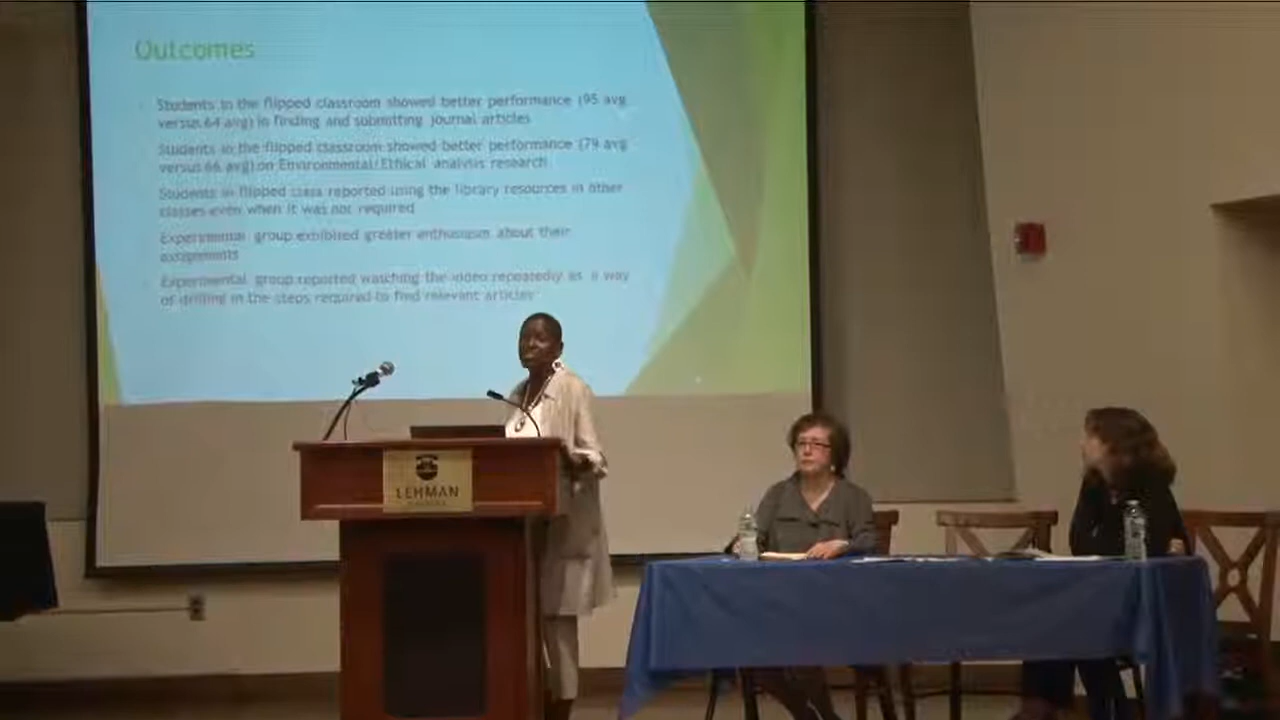 Outcomes
Students in the flipped classroom showed better performance (95 avg
versus 64 avg) in finding and submitting journal articles
Students in the flipped classroom showed better performance (79 avg
versus 66 avg) on Environmental/Ethical analysis research
Students in flipped class reported using the library resources in other
classes even when it was not required
Experimental group exhibited greater enthusiasm about their
assignments
Experimental group reported watching the video repeatedly as a way
of drilling in the steps required to find relevant articles
LEHMAN